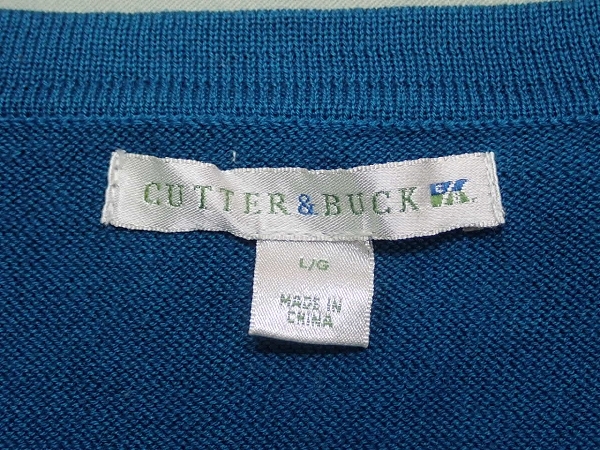 CUTTER & BUCK
L/G
MADE IN
CHINA